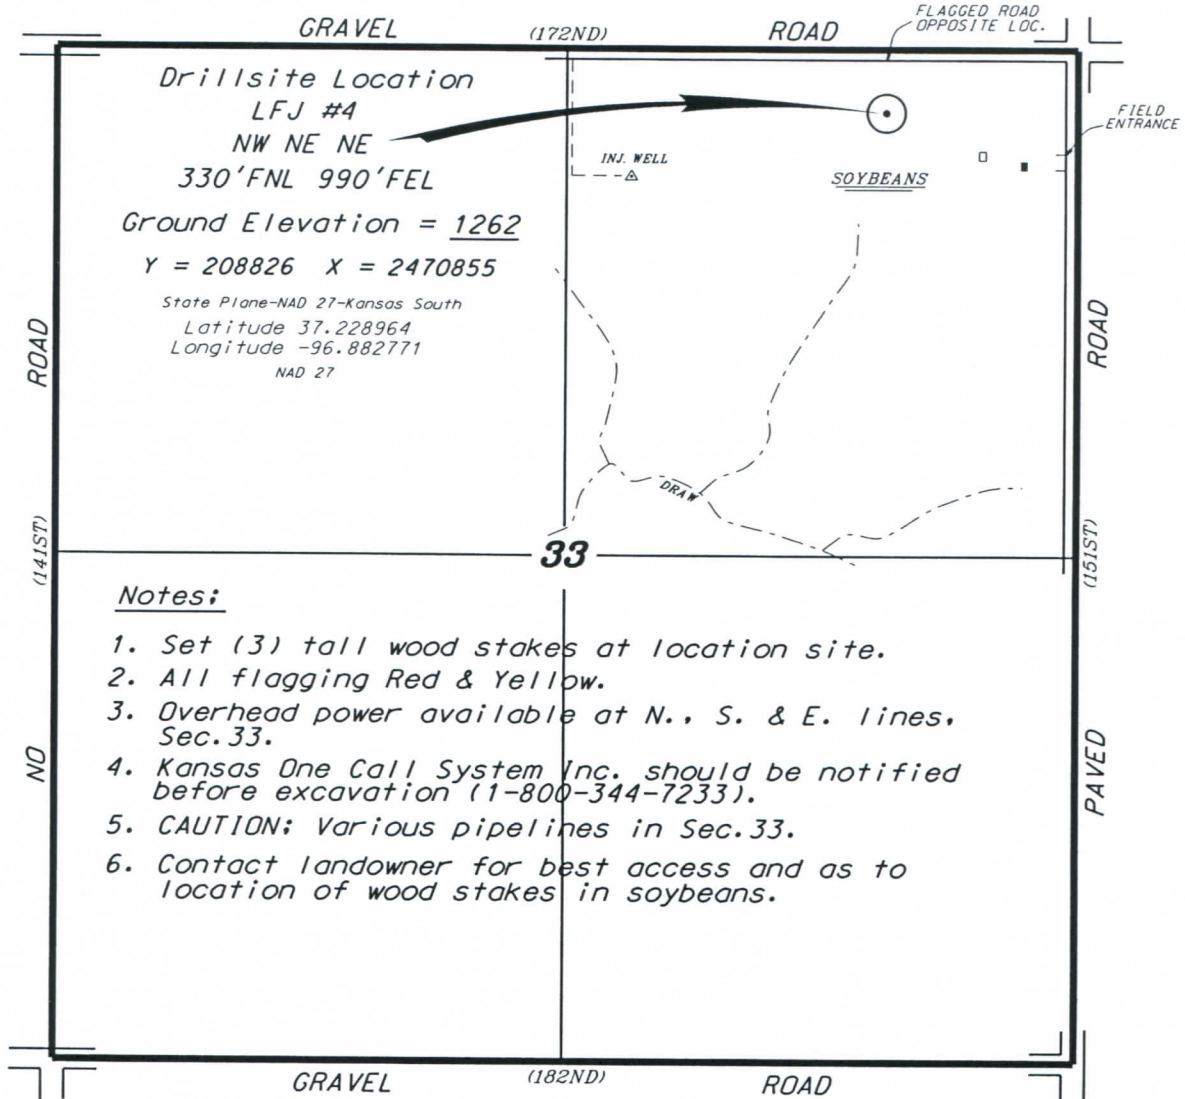 GRAVEL (172ND) ROAD
FLAGGED ROAD
OPPOSITE LOC.
Drillsite Location
LFJ #4
NW NE NE
330'FNL 990'FEL
Ground Elevation = 1262
Y = 208826 X = 2470855
State Plane-NAD 27-Kansas South
Latitude 37.228964
Longitude -96.882771
NAD 27
INJ. WELL
SOYBEANS
FIELD
ENTRANCE
ROAD
ROAD
DRAW
(141ST)
33
(151ST)
Notes:
1. Set (3) tall wood stakes at location site.
2. All flagging Red & Yellow.
3. Overhead power available at N., S. & E. lines,
Sec.33.
4. Kansas One Call System Inc. should be notified
before excavation (1-800-344-7233).
5. CAUTION: Various pipelines in Sec.33.
6. Contact landowner for best access and as to
location of wood stakes in soybeans.
NO
PAVED
GRAVEL (182ND) ROAD